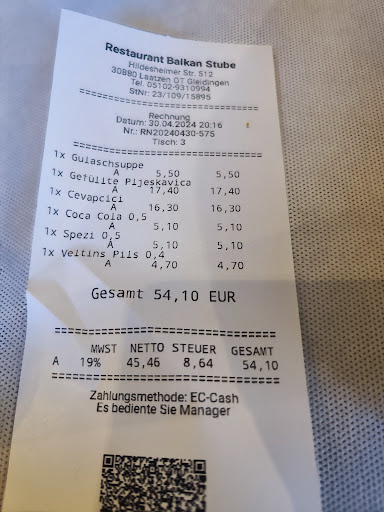 Restaurant Balkan Stube
Hildesheimer Str. 512
30880 Laatzen OT Gleidingen
Tel. 05102-9310994
StNr: 23/109/15895
Rechnung
Datum: 30.04.2024 20:16
Nr.: RN20240430-575
Tisch: 3
1x Gulaschsuppe
A 5,50 5,50
1x Gefüllte Pljeskavica
A 17,40 17,40
1x Cevapcici
A 16,30 16,30
1x Coca Cola 0,5
A 5,10 5,10
1x Spezi 0,5
A 5,10 5,10
1x Veltins Pils 0,4
A 4,70 4,70
Gesamt 54,10 EUR
MWST NETTO STEUER GESAMT
A 19% 45,46 8,64 54,10
Zahlungsmethode: EC-Cash
Es bediente Sie Manager